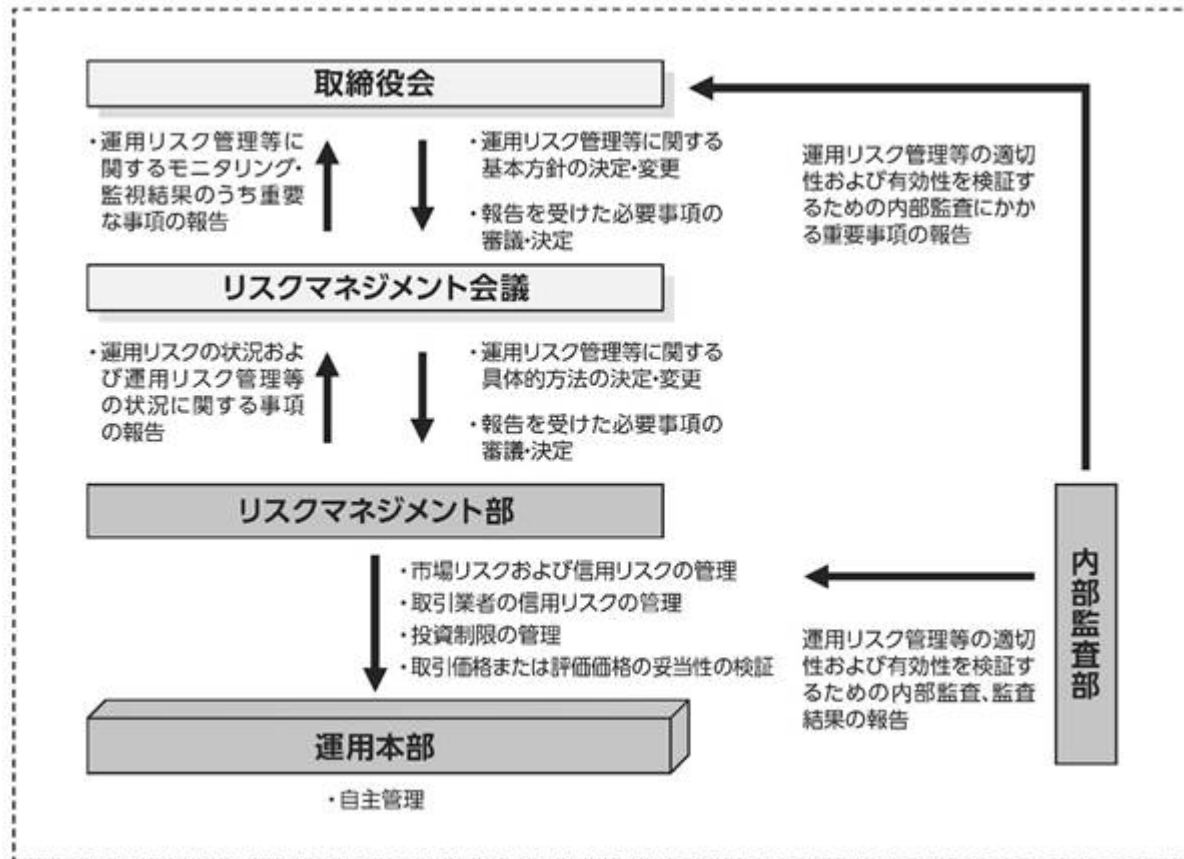 取締役会
・運用リスク管理等に
関するモニタリング・
監視結果のうち重要
な事項の報告
・運用リスク管理等に関する
基本方針の決定・変更
・報告を受けた必要事項の
審議・決定
運用リスク管理等の適切
性および有効性を検証す
るための内部監査にかか
る重要事項の報告
リスクマネジメント会議
・運用リスクの状況およ
び運用リスク管理等
の状況に関する事項
の報告
・運用リスク管理等に関する
具体的方法の決定・変更
・報告を受けた必要事項の
審議・決定
リスクマネジメント部
・市場リスクおよび信用リスクの管理
・取引業者の信用リスクの管理
・投資制限の管理
・取引価格または評価価格の妥当性の検証
内部監査部
運用リスク管理等の適切
性および有効性を検証す
るための内部監査、監査
結果の報告
運用本部
・自主管理